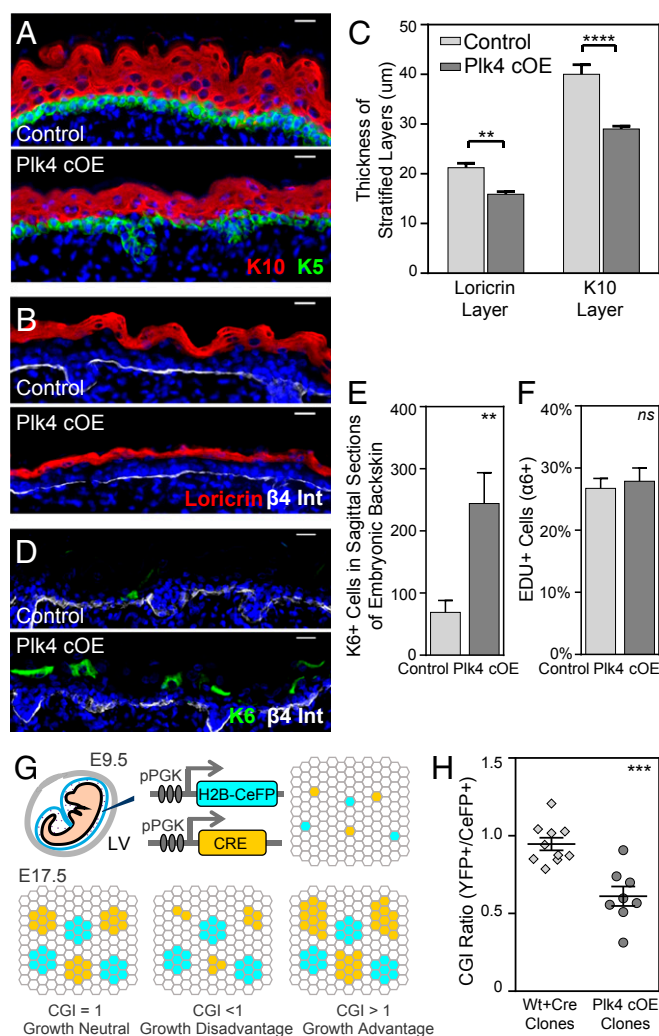 A
Control
Plk4 cOE
K10 K5
B
Control
Plk4 cOE
Loricrin β4 Int
D
Control
Plk4 cOE
K6 β4 Int
C
Control
Plk4 cOE
Thickness of
Stratified Layers (um)
50
40
30
20
10
0
**
****
Loricrin
Layer
K10
Layer
E
K6+ Cells in Sagittal Sections
of Embryonic Backskin
400
300
200
100
0
**
Control Plk4 cOE
F
EDU+ Cells (α6+)
40%
30%
20%
10%
0%
ns
Control Plk4 cOE
G
E9.5
LV
pPGK
H2B-CeFP
pPGK
CRE
E17.5
CGI = 1
Growth Neutral
CGI <1
Growth Disadvantage
CGI > 1
Growth Advantage
H
CGI Ratio (YFP+/CeFP+)
1.5
1.0
0.5
0
***
Wt+Cre
Clones
Plk4 cOE
Clones